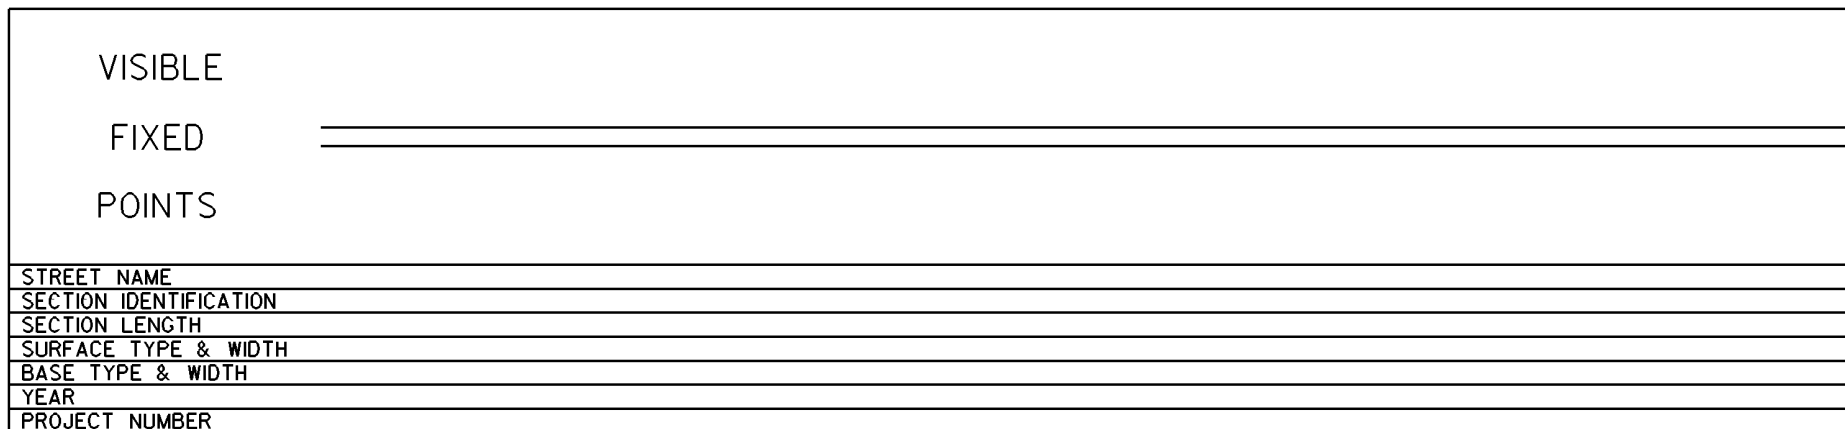 VISIBLE
FIXED
POINTS
STREET NAME
SECTION IDENTIFICATION
SECTION LENGTH
SURFACE TYPE & WIDTH
BASE TYPE & WIDTH
YEAR
PROJECT NUMBER